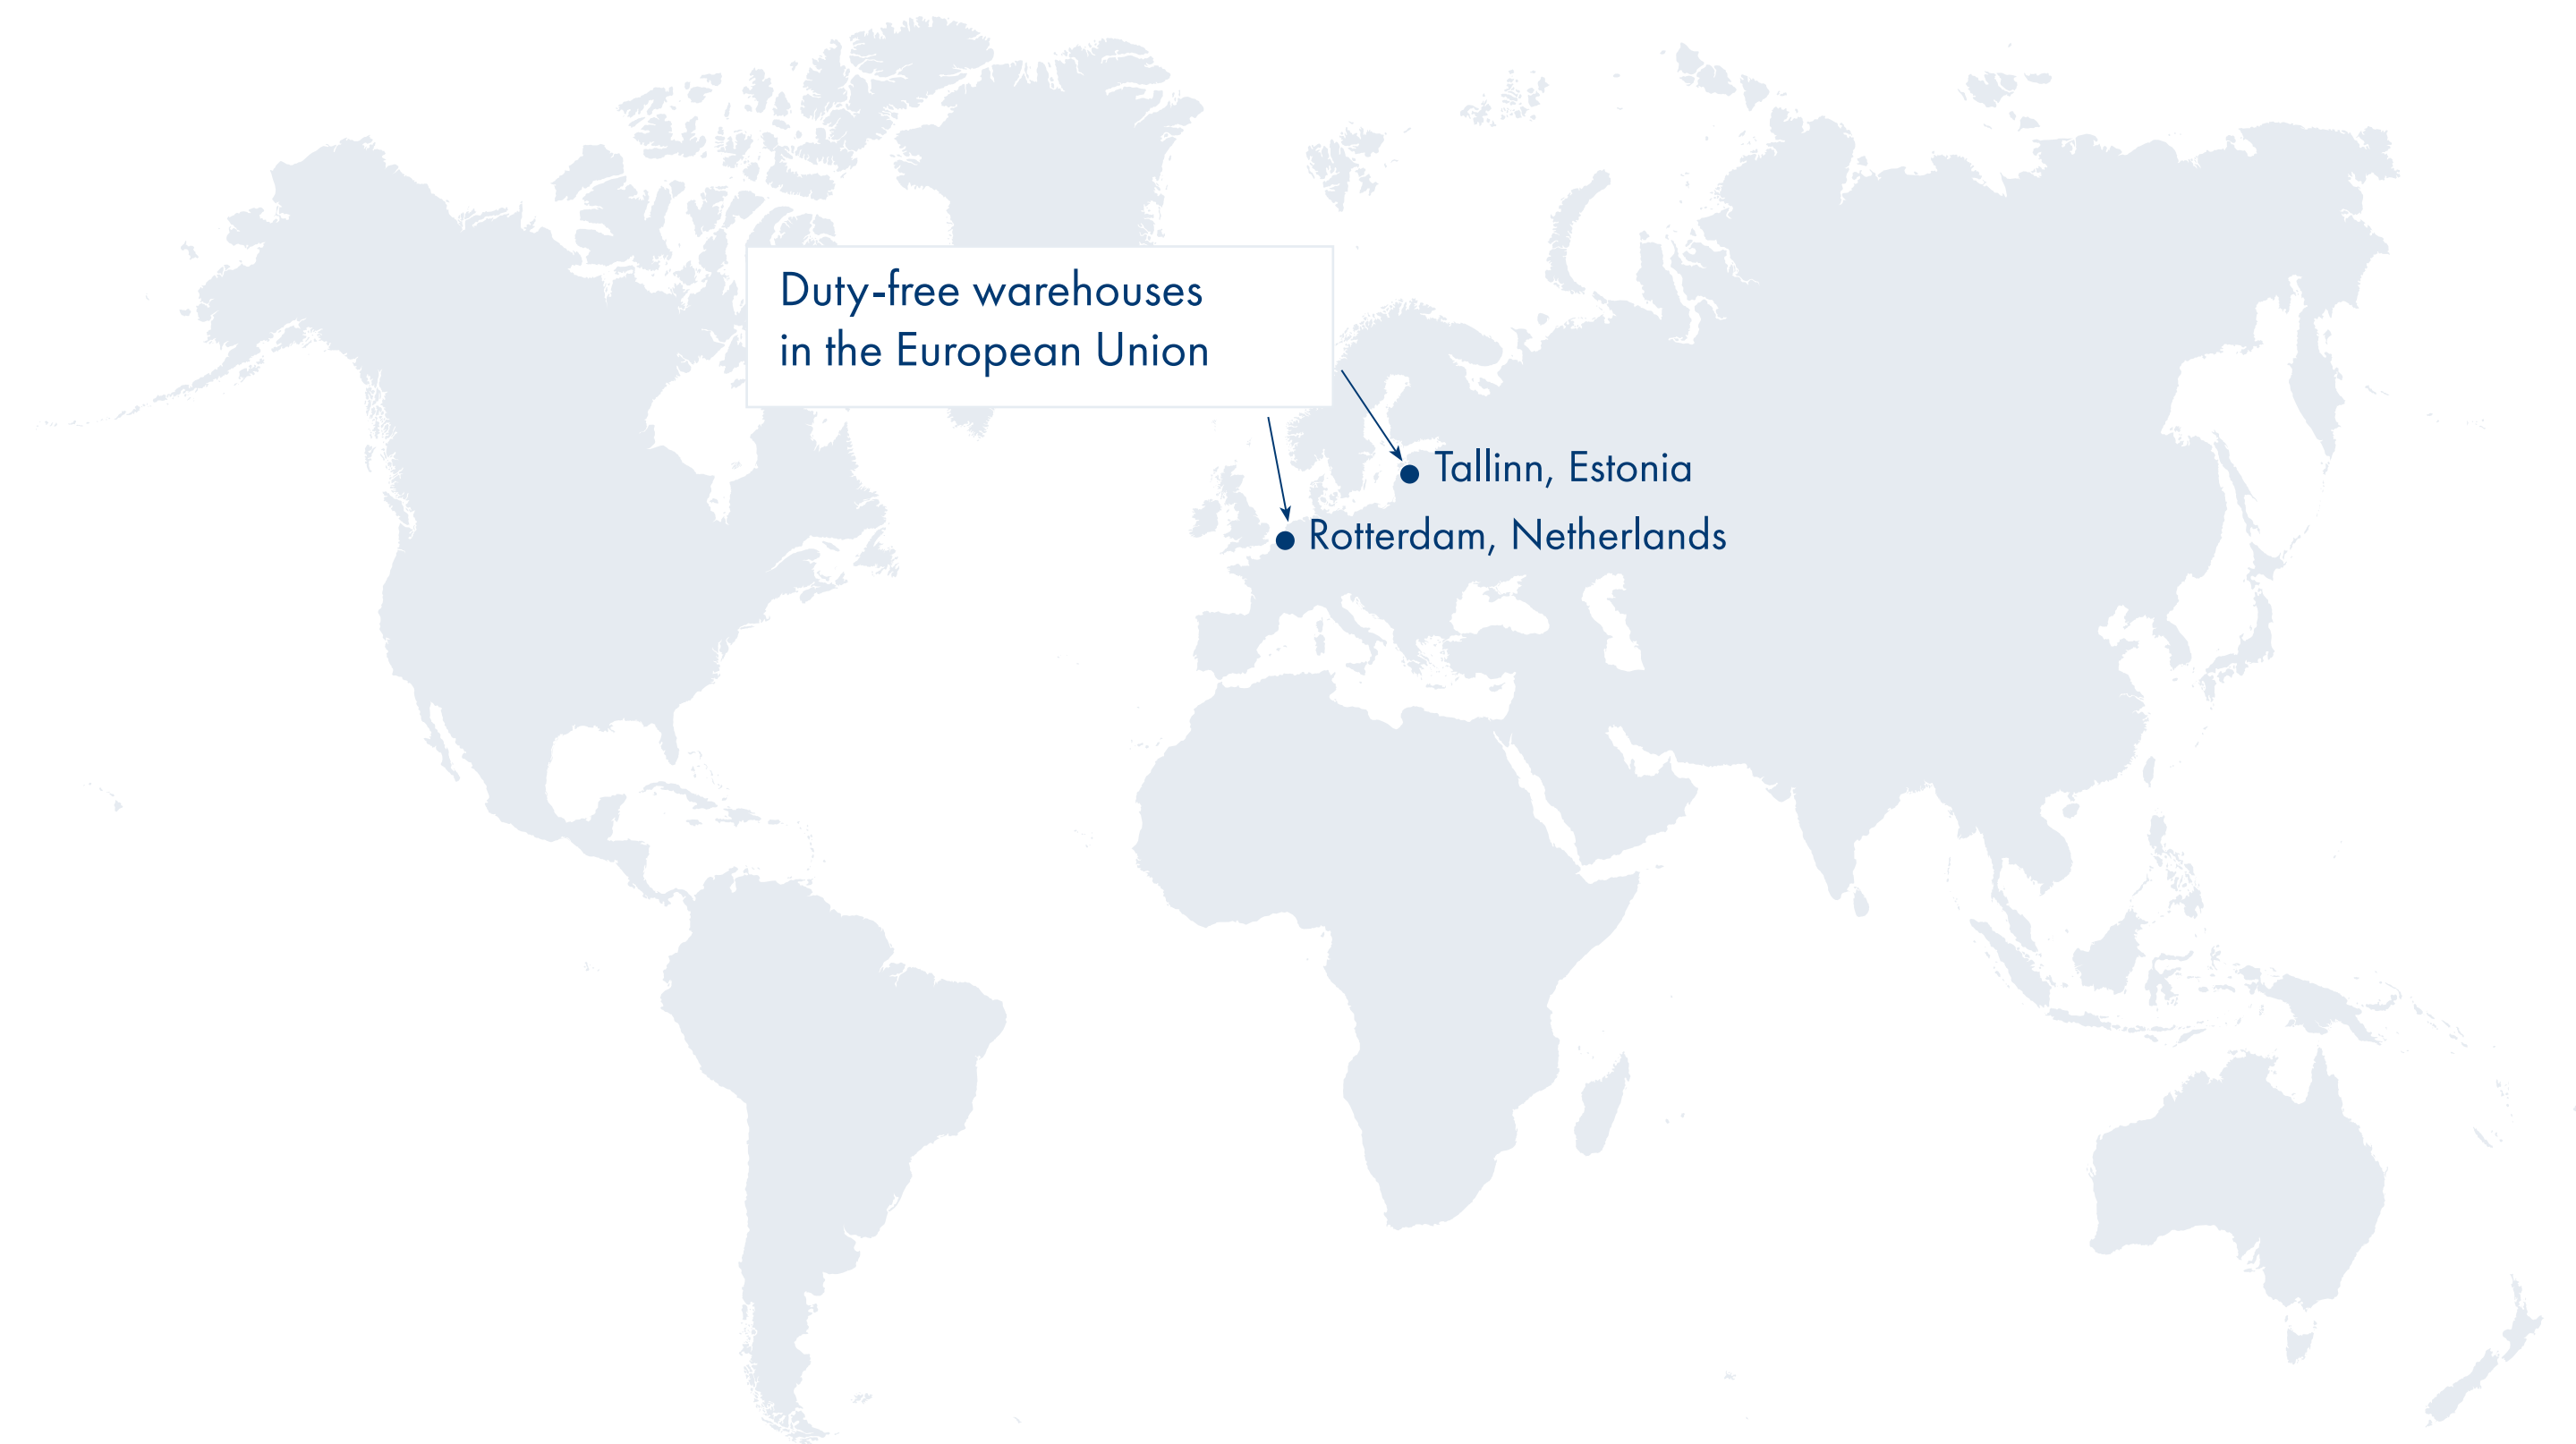 Duty-free warehouses
in the European Union
Tallinn, Estonia
Rotterdam, Netherlands